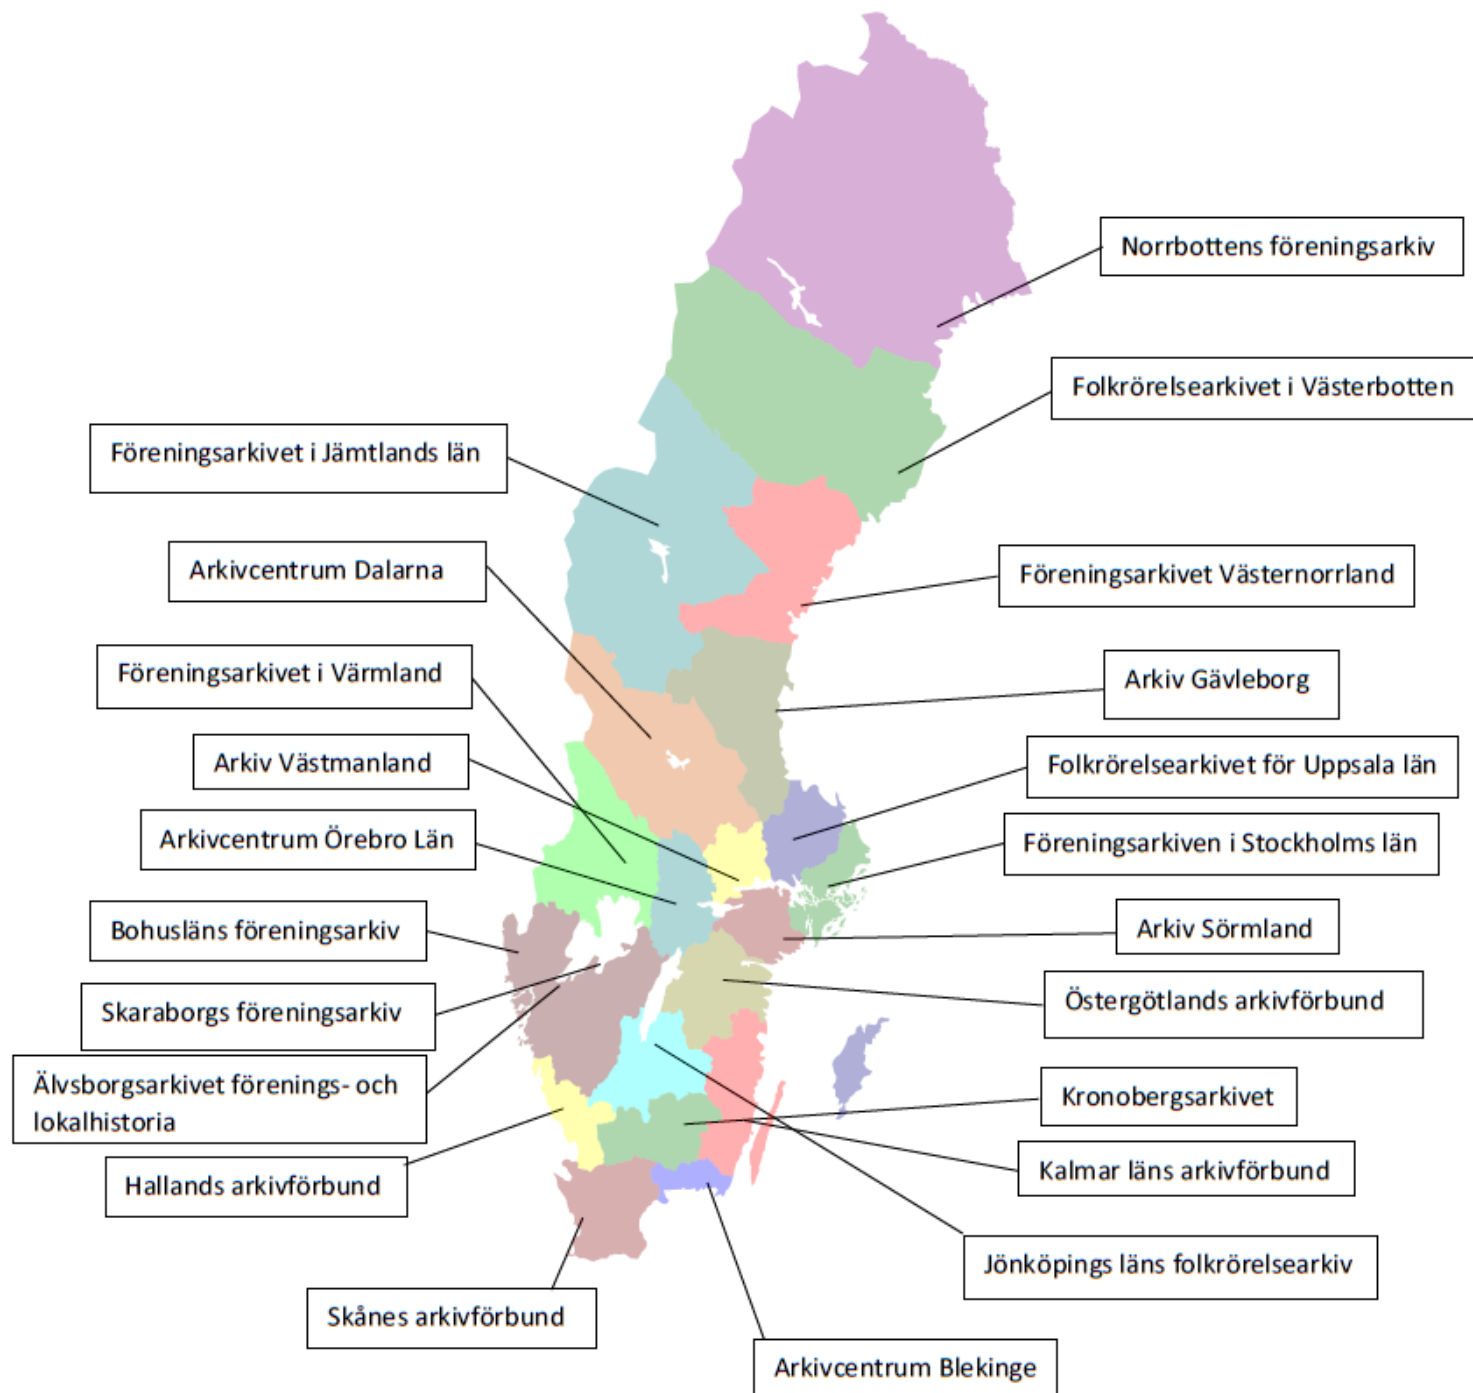 Norrbottens föreningsarkiv
Folkrörelsearkivet i Västerbotten
Föreningsarkivet i Jämtlands län
Arkivcentrum Dalarna
Föreningsarkivet Västernorrland
Föreningsarkivet i Värmland
Arkiv Gävleborg
Arkiv Västmanland
Folkrörelsearkivet för Uppsala län
Arkivcentrum Örebro Län
Föreningsarkiven i Stockholms län
Bohusläns föreningsarkiv
Arkiv Sörmland
Skaraborgs föreningsarkiv
Östergötlands arkivförbund
Älvsborgsarkivet förenings- och
lokalhistoria
Kronobergsarkivet
Kalmar läns arkivförbund
Hallands arkivförbund
Jönköpings läns folkrörelsearkiv
Skånes arkivförbund
Arkivcentrum Blekinge